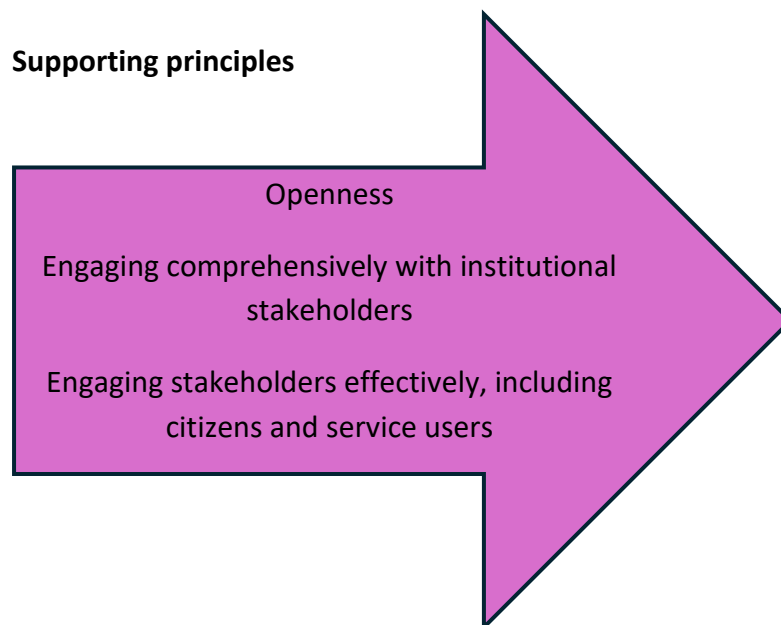 Supporting principles
Openness
Engaging comprehensively with institutional
stakeholders
Engaging stakeholders effectively, including
citizens and service users